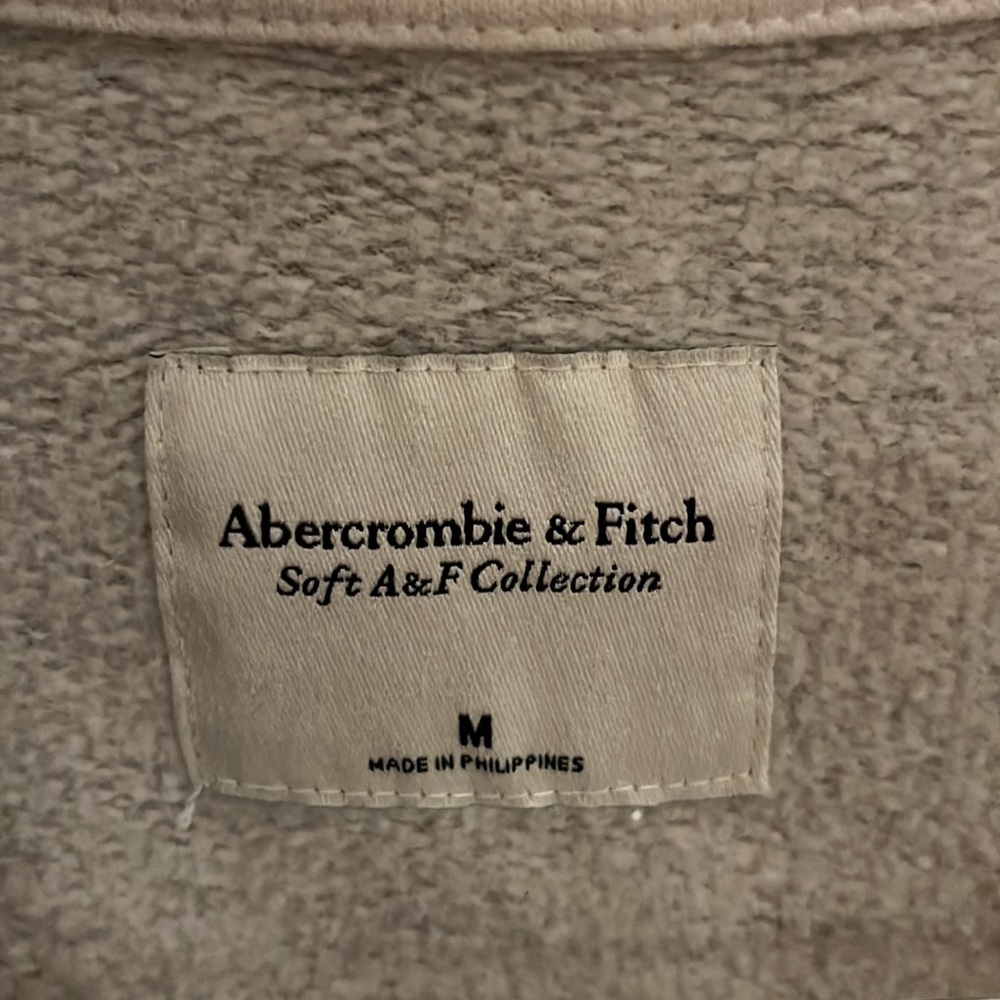 Abercrombie & Fitch
Soft A&F Collection
M
MADE IN PHILIPPINES